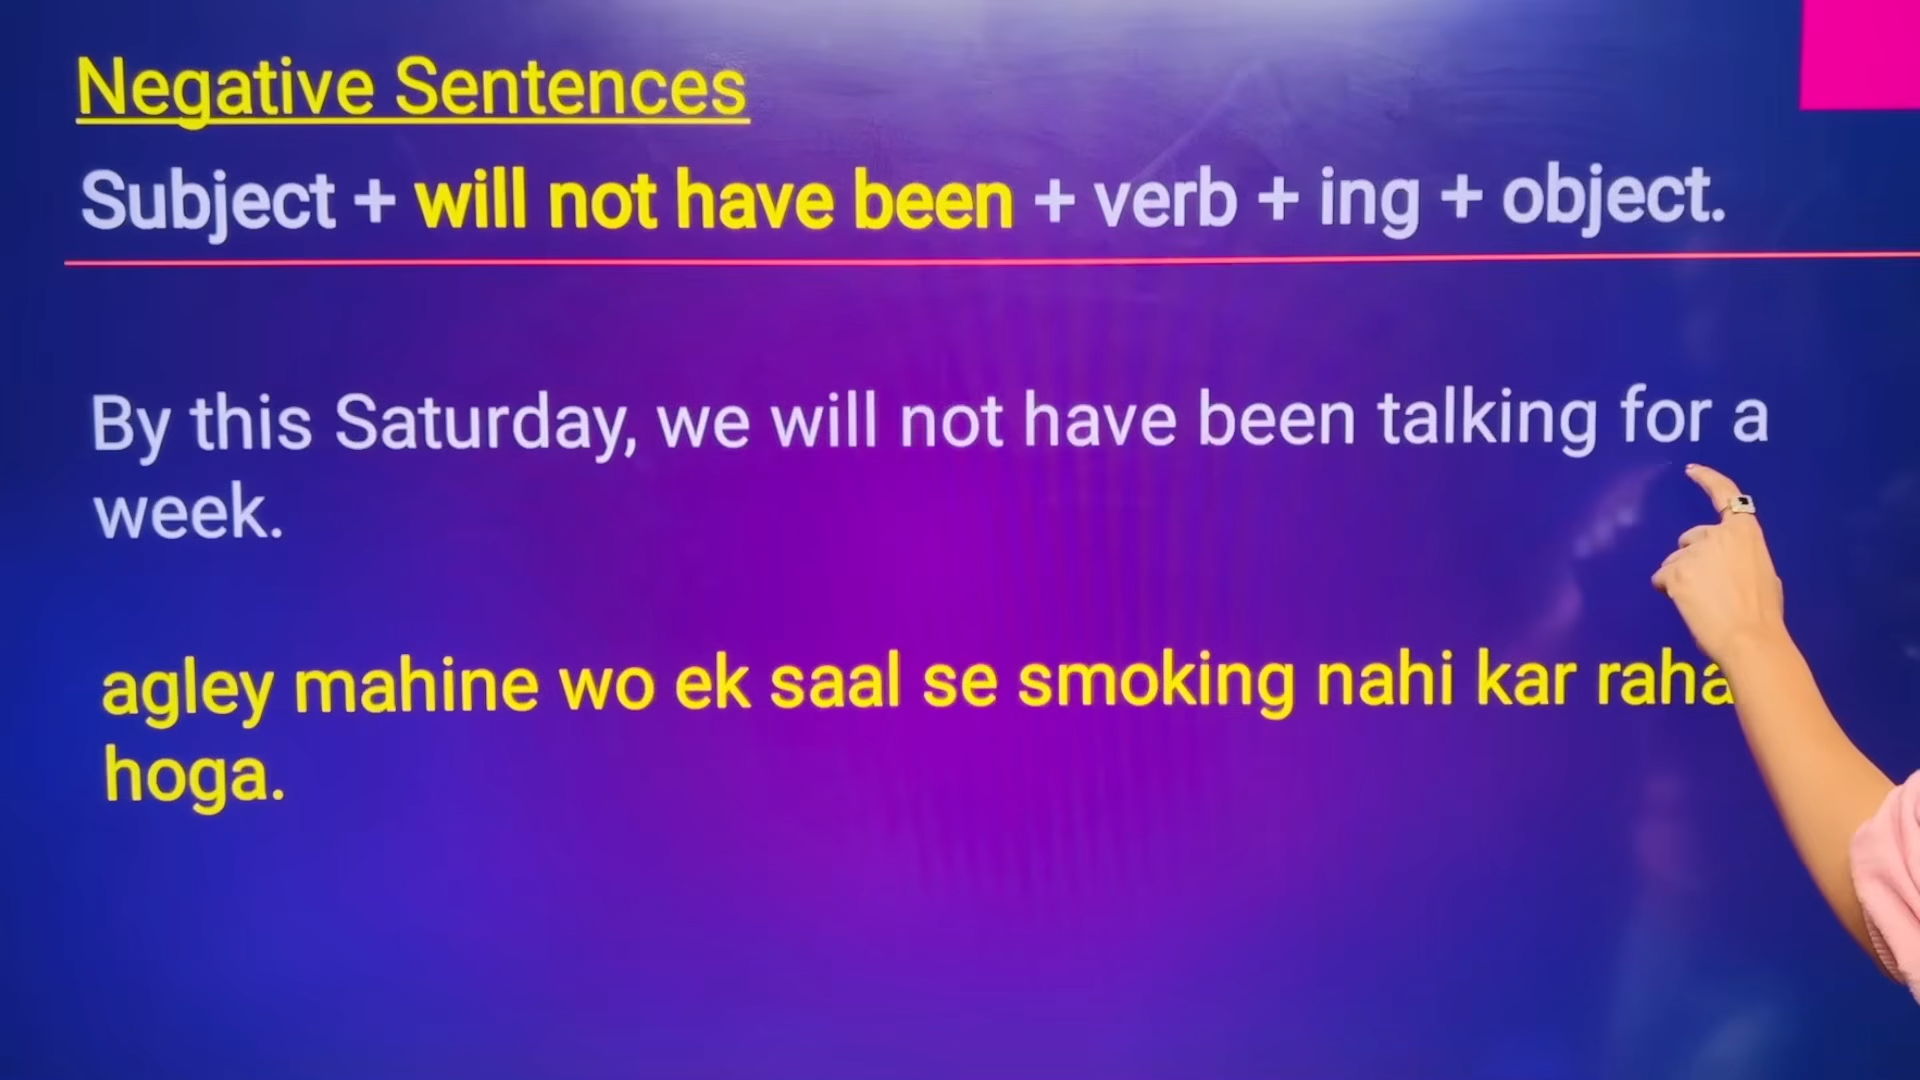 Negative Sentences
Subject + will not have been + verb + ing + object.
By this Saturday, we will not have been talking for a
week.
agley mahine wo ek saal se smoking nahi kar raha
hoga.